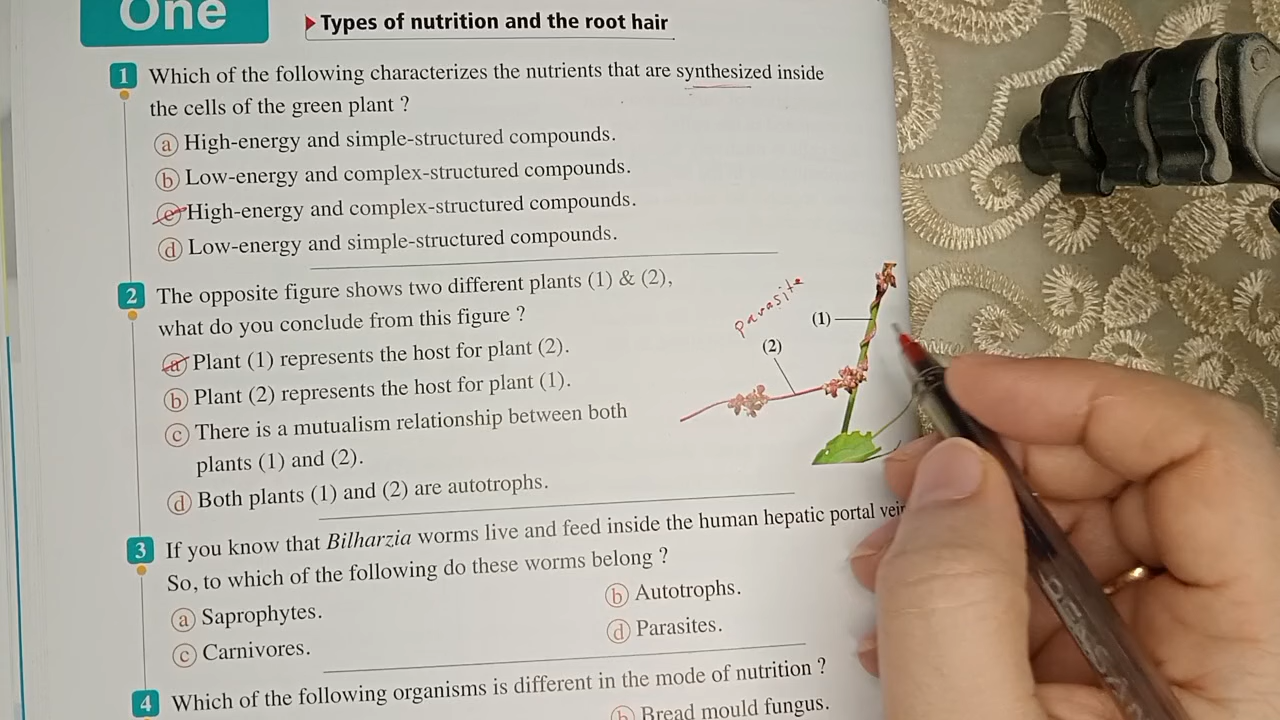 One
Types of nutrition and the root hair
1 Which of the following characterizes the nutrients that are synthesized inside
the cells of the green plant ?
a High-energy and simple-structured compounds.
b Low-energy and complex-structured compounds.
c High-energy and complex-structured compounds.
d Low-energy and simple-structured compounds.
2 The opposite figure shows two different plants (1) & (2),
what do you conclude from this figure ?
a Plant (1) represents the host for plant (2).
b Plant (2) represents the host for plant (1).
c There is a mutualism relationship between both
plants (1) and (2).
d Both plants (1) and (2) are autotrophs.
parasite
(1)
(2)
3 If you know that Bilharzia worms live and feed inside the human hepatic portal
So, to which of the following do these worms belong ?
a Saprophytes.
b Autotrophs.
c Carnivores.
d Parasites.
4 Which of the following organisms is different in the mode of nutrition ?
b Bread mould fungus.